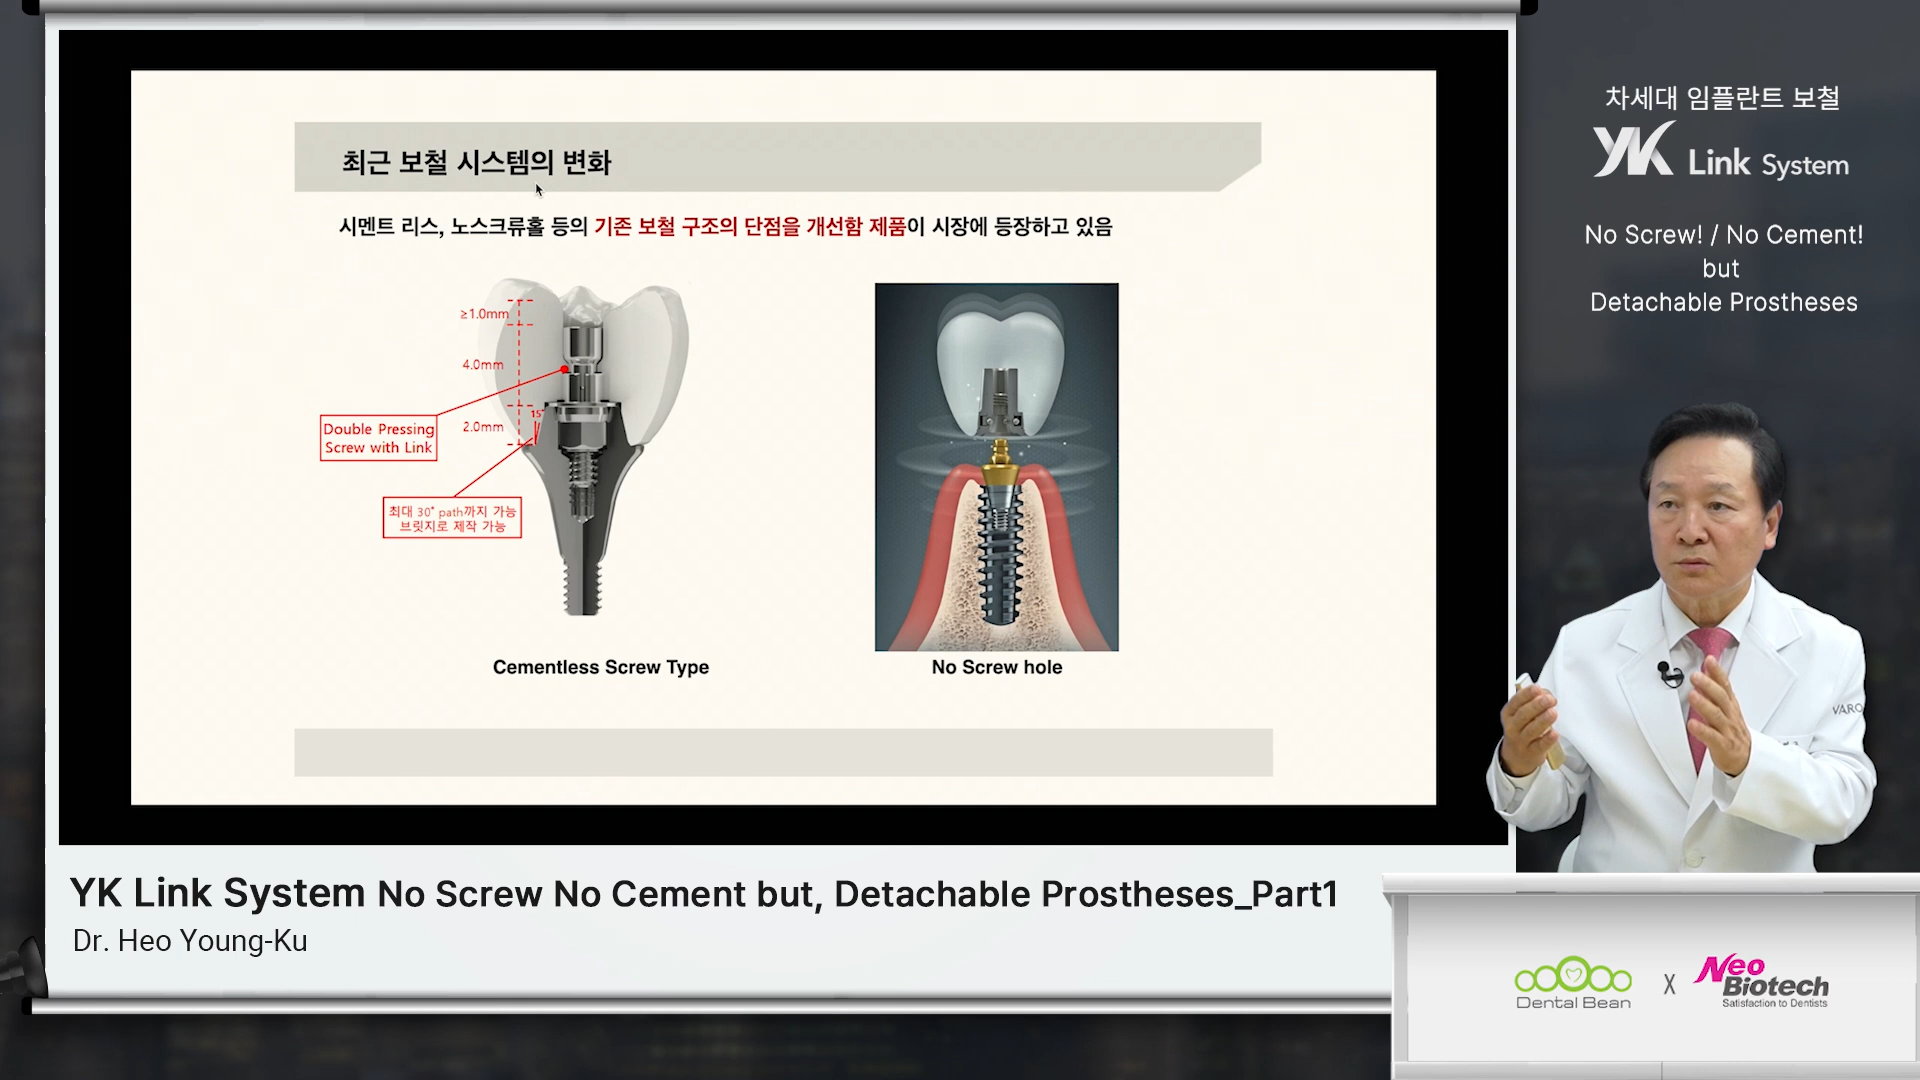 최근 보철 시스템의 변화
시멘트 리스, 노스크류홀 등의 기존 보철 구조의 단점을 개선함 제품이 시장에 등장하고 있음
≥1.0mm
4.0mm
15°
2.0mm
Double Pressing
Screw with Link
최대 30° path까지 가능
브릿지로 제작 가능
Cementless Screw Type
No Screw hole
차세대 임플란트 보철
YK Link System
No Screw! / No Cement!
but
Detachable Prostheses
VARO
YK Link System No Screw No Cement but, Detachable Prostheses_Part1
Dr. Heo Young-Ku
Dental Bean
X
Neo
Biotech
Satisfaction to Dentists